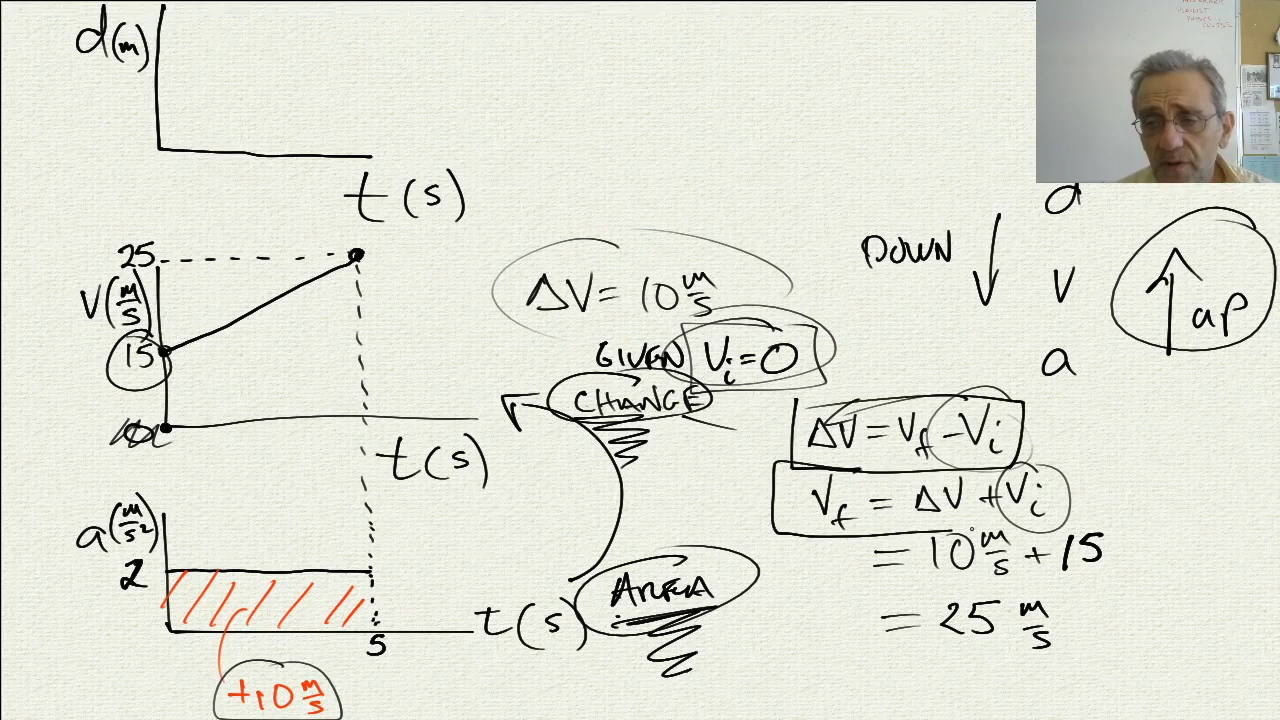 d(m)
t(s)
25
V(m/s)
15
t(s)
ΔV = 10 m/s
GIVEN Vi = 0
CHANGE
DOWN
d
V
a
up
ΔV = Vf - Vi
Vf = ΔV + Vi
= 10 m/s + 15
= 25 m/s
a(m/s²)
2
5
t(s)
AREA
+10 m/s